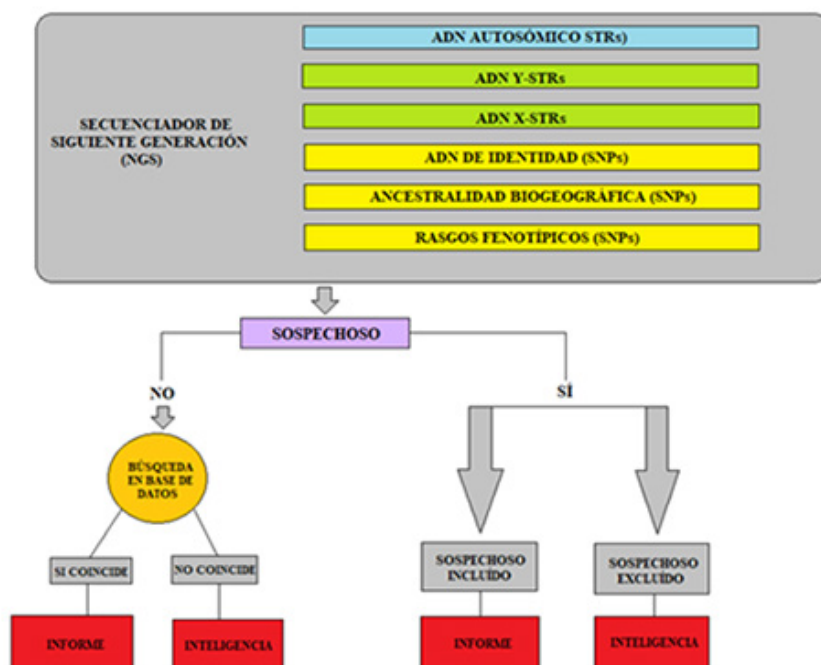 ADN AUTOSÓMICO STRs)
ADN Y-STRs
SECUENCIADOR DE
SIGUIENTE GENERACIÓN
(NGS)
ADN X-STRs
ADN DE IDENTIDAD (SNPs)
ANCESTRALIDAD BIOGEOGRÁFICA (SNPs)
RASGOS FENOTÍPICOS (SNPs)
SOSPECHOSO
NO
SÍ
BÚSQUEDA
EN BASE DE
DATOS
SI COINCIDE
NO COINCIDE
SOSPECHOSO
INCLUÍDO
SOSPECHOSO
EXCLUÍDO
INFORME
INTELIGENCIA
INFORME
INTELIGENCIA